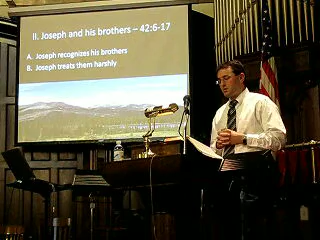 II. Joseph and his brothers – 42:6-17
A. Joseph recognizes his brothers
B. Joseph treats them harshly